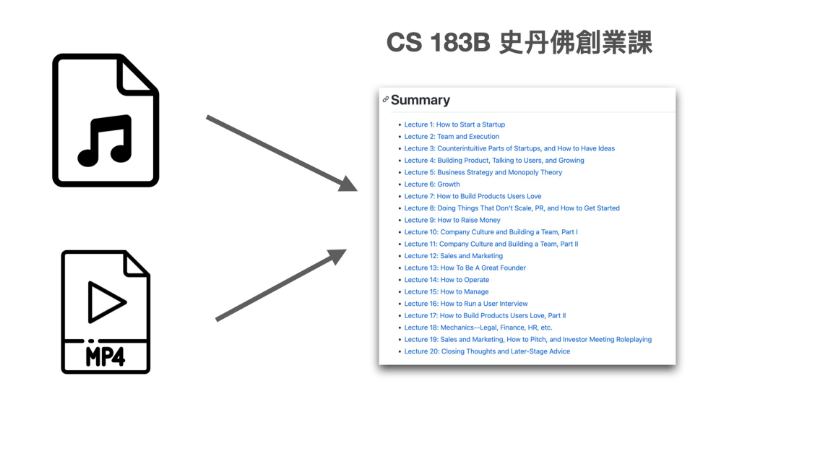 CS 183B 史丹佛創業課
Summary
Lecture 1: How to Start a Startup
Lecture 2: Team and Execution
Lecture 3: Counterintuitive Parts of Startups, and How to Have Ideas
Lecture 4: Building Product, Talking to Users, and Growing
Lecture 5: Business Strategy and Monopoly Theory
Lecture 6: Growth
Lecture 7: How to Build Products Users Love
Lecture 8: Doing Things That Don't Scale, PR, and How to Get Started
Lecture 9: How to Raise Money
Lecture 10: Company Culture and Building a Team, Part I
Lecture 11: Company Culture and Building a Team, Part II
Lecture 12: Sales and Marketing
Lecture 13: How To Be A Great Founder
Lecture 14: How to Operate
Lecture 15: How to Manage
Lecture 16: How to Run a User Interview
Lecture 17: How to Build Products Users Love, Part II
Lecture 18: Mechanics--Legal, Finance, HR, etc.
Lecture 19: Sales and Marketing, How to Pitch, and Investor Meeting Roleplaying
Lecture 20: Closing Thoughts and Later-Stage Advice
MP4